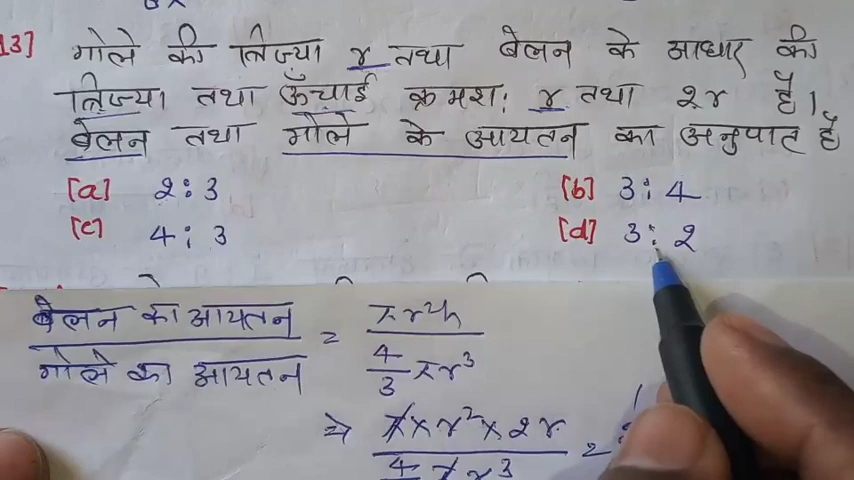 13] गोले की त्रिज्या r तथा बेलन के आधार की
त्रिज्या तथा ऊँचाई क्रमश: r तथा 2r है।
बेलन तथा गोले के आयतन का अनुपात है
[a] 2:3 [b] 3:4
[c] 4:3 [d] 3:2
बेलन का आयतन / गोले का आयतन = πr²h / 4/3 πr³
⇒ π×r²×2r / 4 πr³ =